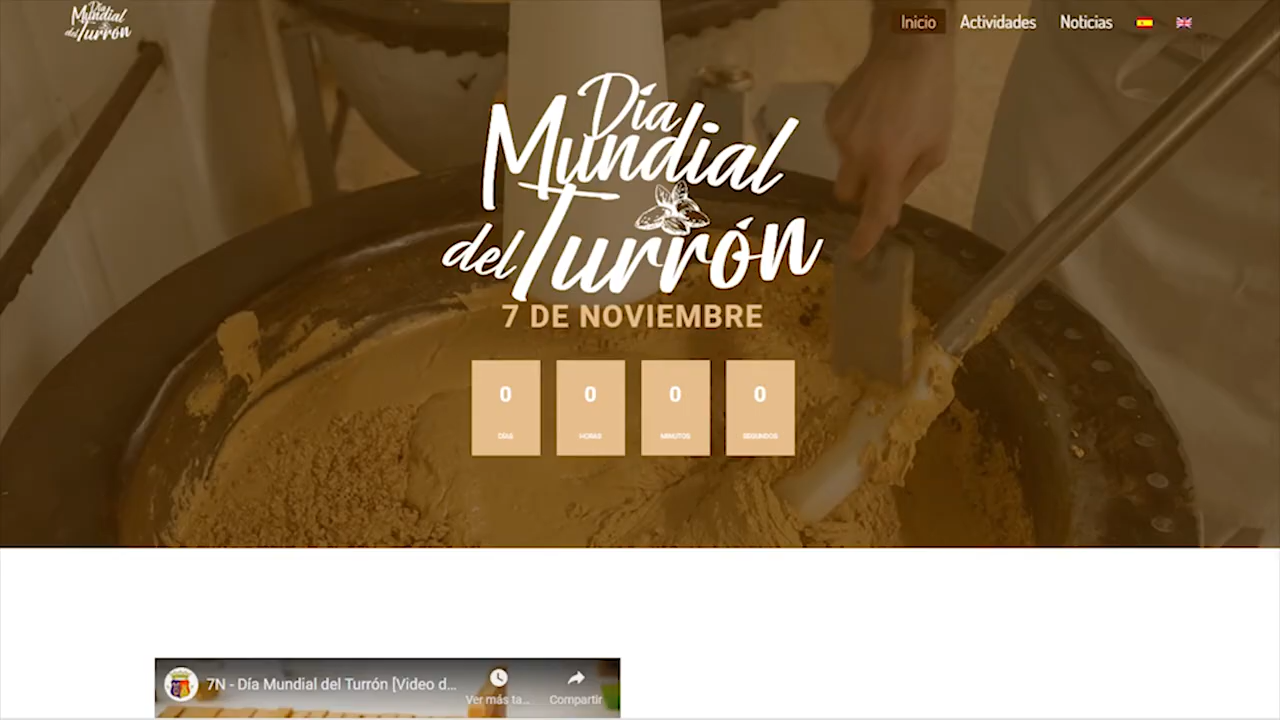 Día
Mundial
del Turrón
Inicio
Actividades
Noticias
Día
Mundial
del Turrón
7 DE NOVIEMBRE
0
0
0
0
DÍAS
HORAS
MINUTOS
SEGUNDOS
7N - Día Mundial del Turrón [Video d...
Ver más ta...
Compartir